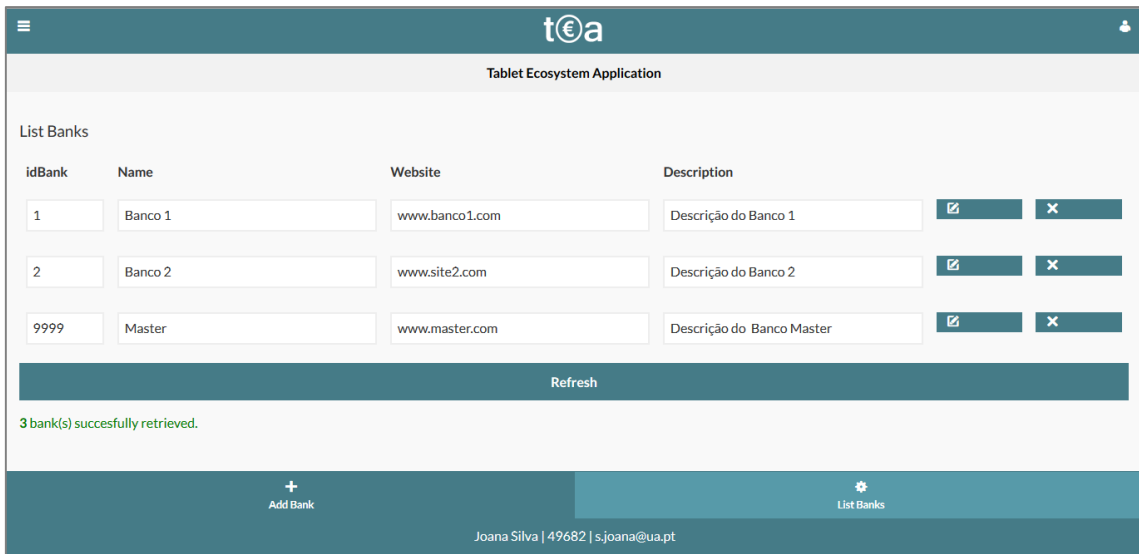 t€a
Tablet Ecosystem Application
List Banks
idBank Name Website Description
1 Banco 1 www.banco1.com Descrição do Banco 1
2 Banco 2 www.site2.com Descrição do Banco 2
9999 Master www.master.com Descrição do  Banco Master
Refresh
3 bank(s) succesfully retrieved.
Add Bank List Banks
Joana Silva | 49682 | s.joana@ua.pt